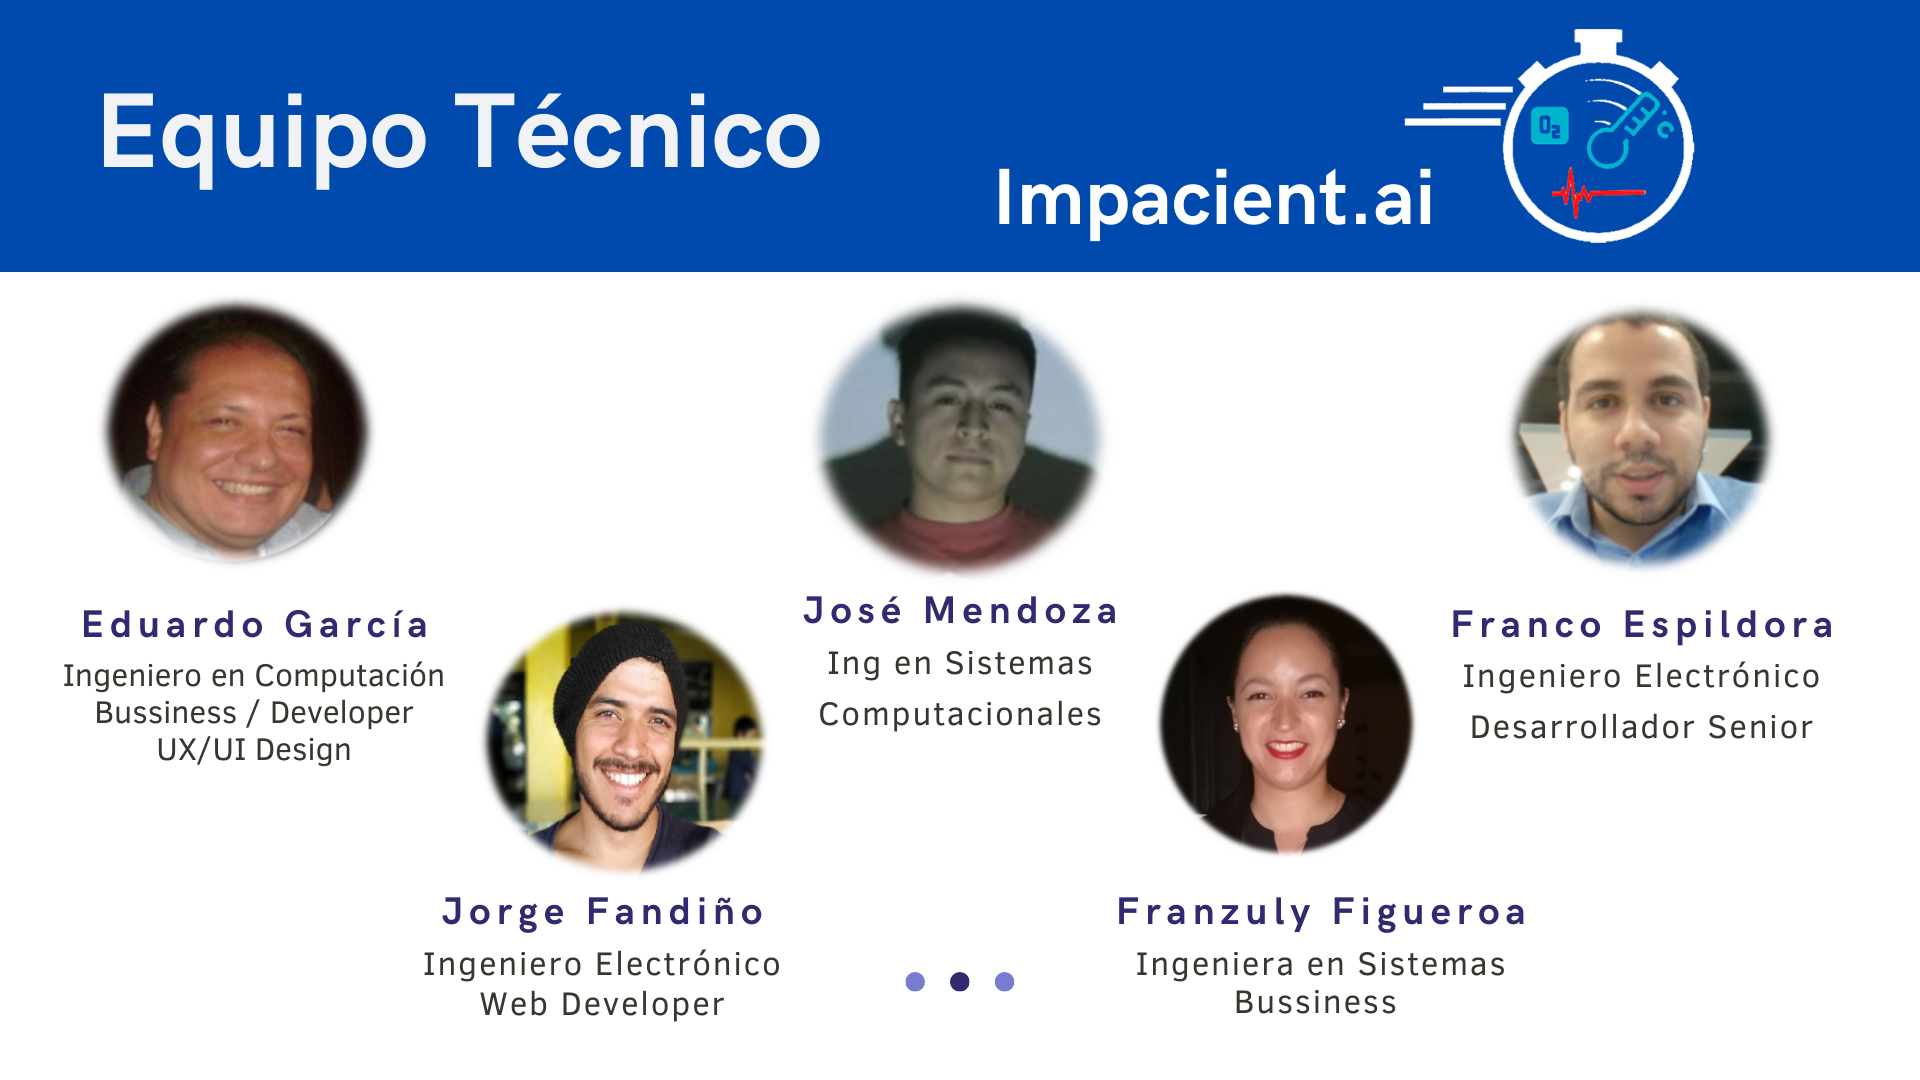 Equipo Técnico
Impacient.ai
O2
°C
Eduardo García
Ingeniero en Computación
Bussiness / Developer
UX/UI Design
Jorge Fandiño
Ingeniero Electrónico
Web Developer
José Mendoza
Ing en Sistemas
Computacionales
Franzuly Figueroa
Ingeniera en Sistemas
Bussiness
Franco Espildora
Ingeniero Electrónico
Desarrollador Senior